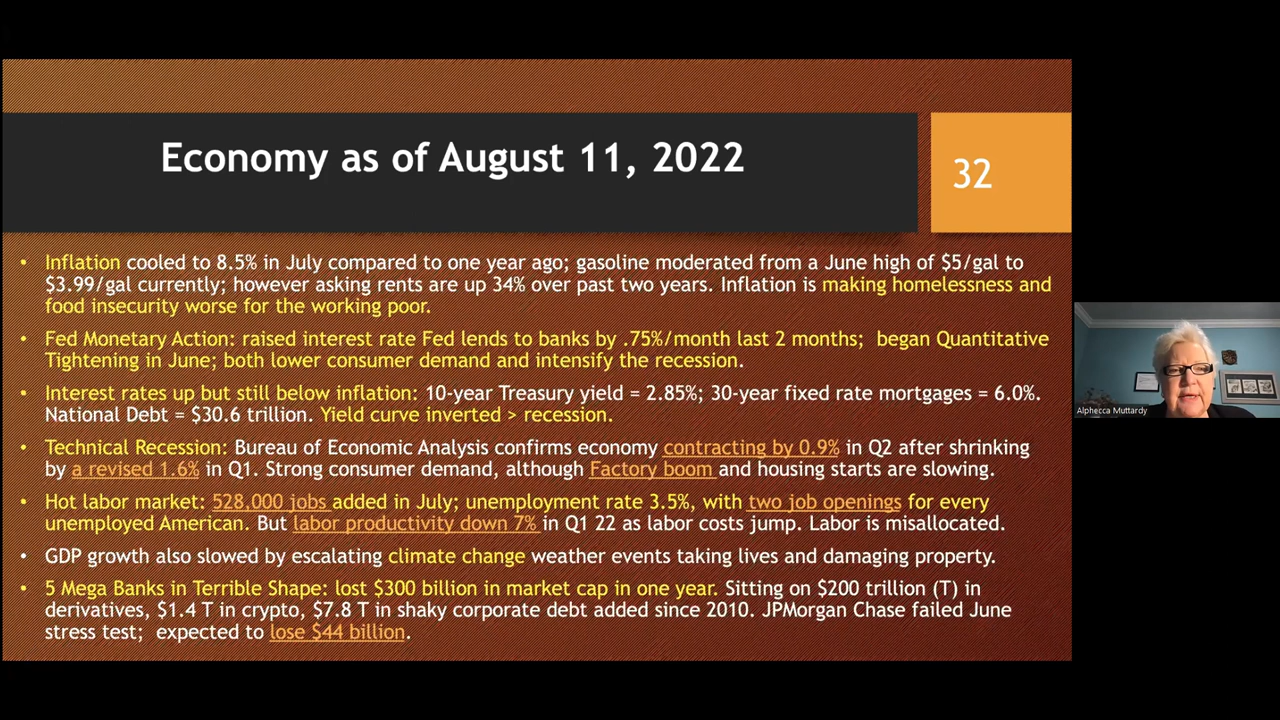 Economy as of August 11, 2022
32
• Inflation cooled to 8.5% in July compared to one year ago; gasoline moderated from a June high of $5/gal to
$3.99/gal currently; however asking rents are up 34% over past two years. Inflation is making homelessness and
food insecurity worse for the working poor.
• Fed Monetary Action: raised interest rate Fed lends to banks by .75%/month last 2 months; began Quantitative
Tightening in June; both lower consumer demand and intensify the recession.
• Interest rates up but still below inflation: 10-year Treasury yield = 2.85%; 30-year fixed rate mortgages = 6.0%.
National Debt = $30.6 trillion. Yield curve inverted > recession.
• Technical Recession: Bureau of Economic Analysis confirms economy contracting by 0.9% in Q2 after shrinking
by a revised 1.6% in Q1. Strong consumer demand, although Factory boom and housing starts are slowing.
• Hot labor market: 528,000 jobs added in July; unemployment rate 3.5%, with two job openings for every
unemployed American. But labor productivity down 7% in Q1 22 as labor costs jump. Labor is misallocated.
• GDP growth also slowed by escalating climate change weather events taking lives and damaging property.
• 5 Mega Banks in Terrible Shape: lost $300 billion in market cap in one year. Sitting on $200 trillion (T) in
derivatives, $1.4 T in crypto, $7.8 T in shaky corporate debt added since 2010. JPMorgan Chase failed June
stress test; expected to lose $44 billion.
Alphecca Muttardy